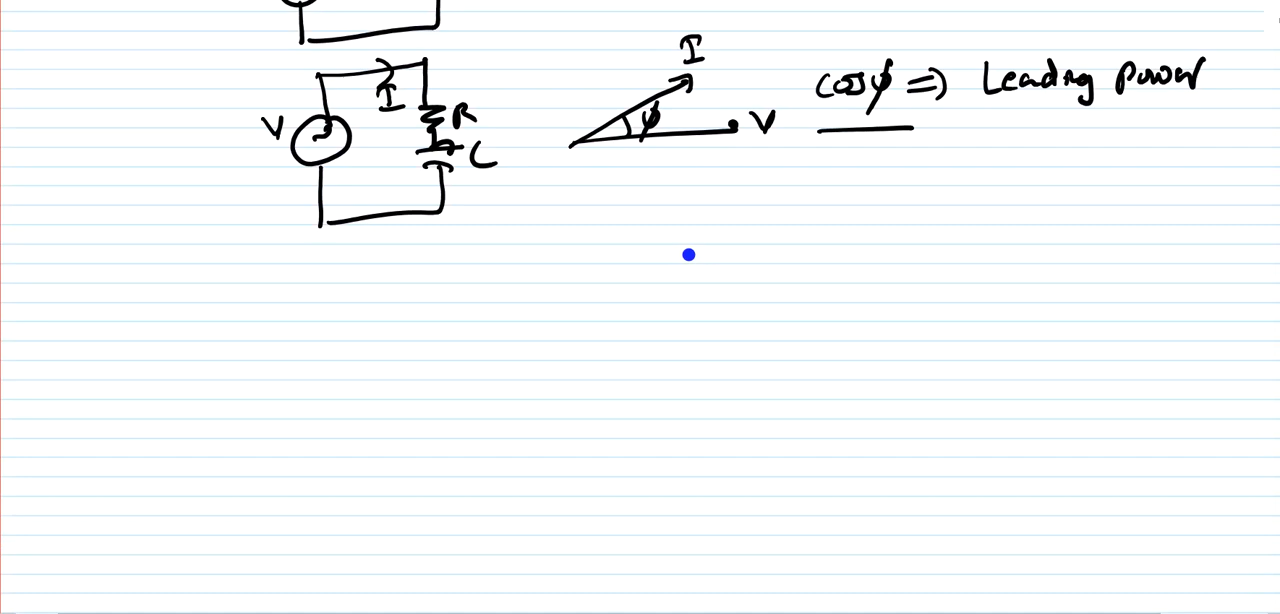 I
I
V
R
C
φ
V
cosφ ⇒ Leading Power